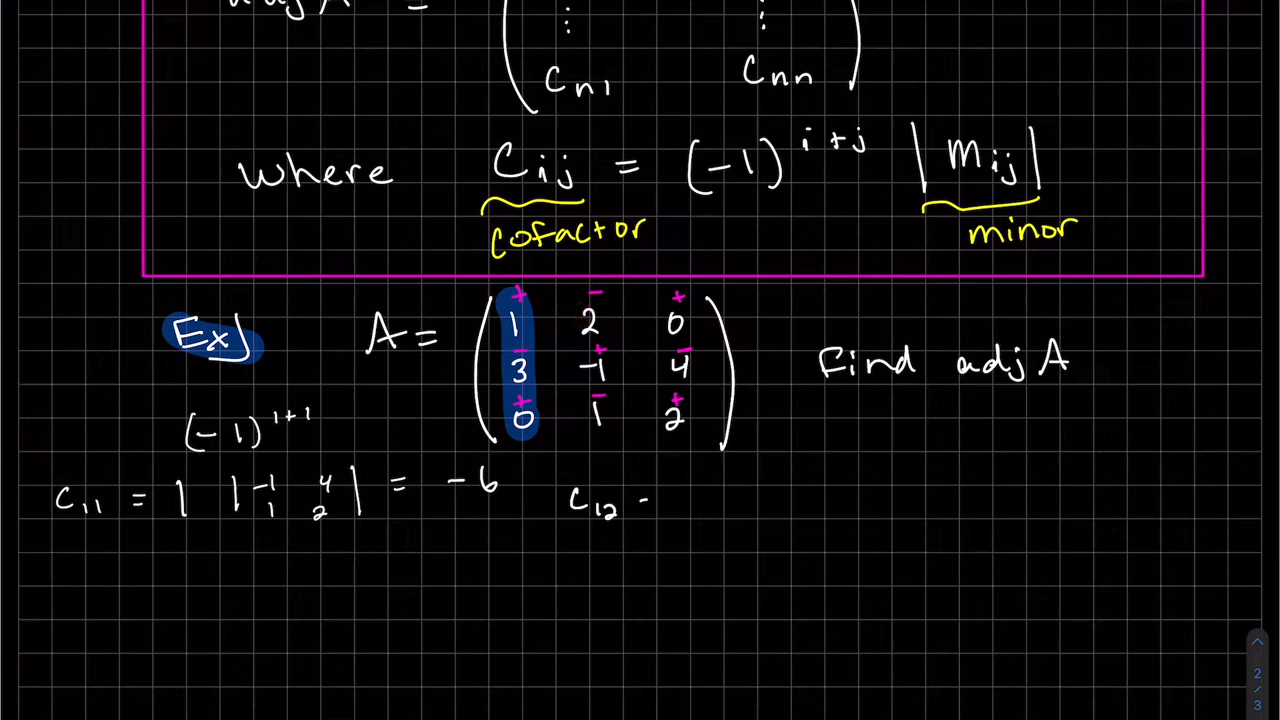 adj A =
⋮ ⋮
Cn1 Cnn
where Cij = (-1)^i+j |Mij|
cofactor minor
+ - +
Ex) A = ( 1 2 0
- + -
3 -1 4 Find adj A
+ - +
0 1 2 )
(-1)^1+1
C11 = 1 | -1 4 | = -6 C12 -
1 2
2
/
3